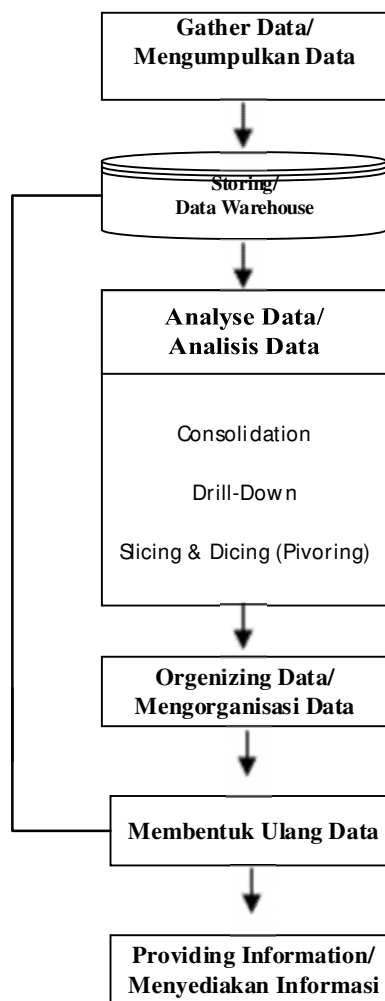 Gather Data/
Mengumpulkan Data
Storing/
Data Warehouse
Analyse Data/
Analisis Data
Consolidation
Drill-Down
Slicing & Dicing (Pivoring)
Orgenizing Data/
Mengorganisasi Data
Membentuk Ulang Data
Providing Information/
Menyediakan Informasi